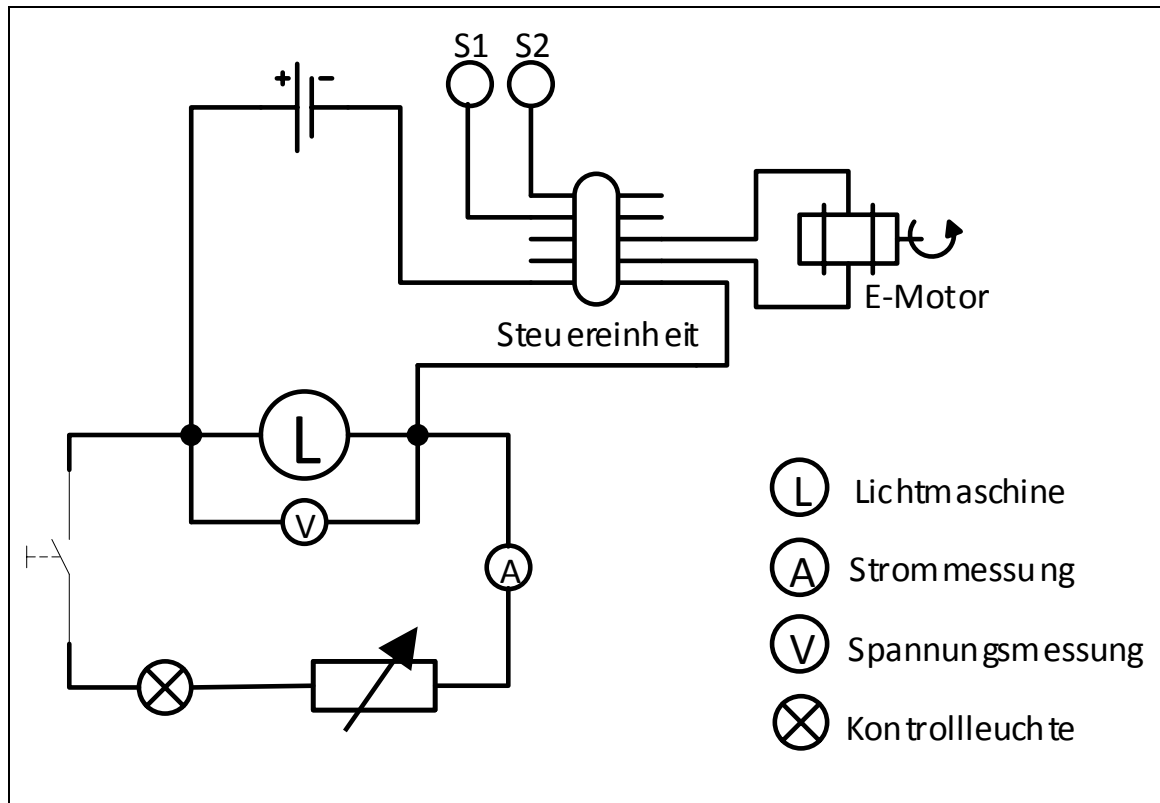 S1 S2
+ −
E-Motor
Steuereinheit
L
V
A
L Lichtmaschine
A Strommessung
V Spannungsmessung
Kontrollleuchte